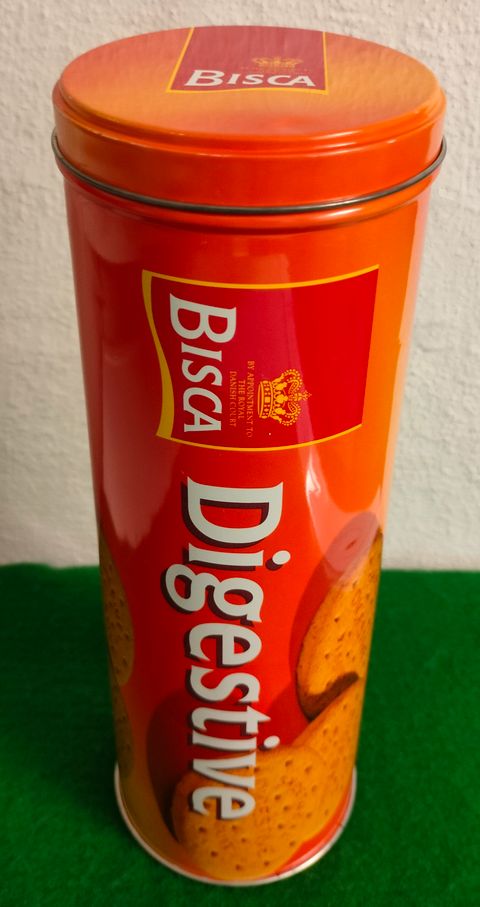 BISCA
BY APPOINTMENT TO
THE ROYAL
DANISH COURT
BISCA
Digestive